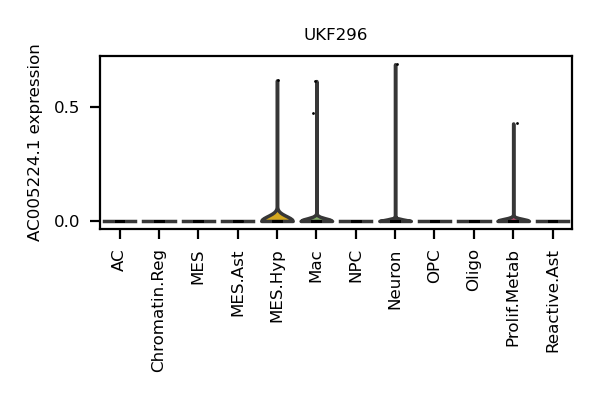 UKF296
AC005224.1 expression
0.5
0.0
AC
Chromatin.Reg
MES
MES.Ast
MES.Hyp
Mac
NPC
Neuron
OPC
Oligo
Prolif.Metab
Reactive.Ast